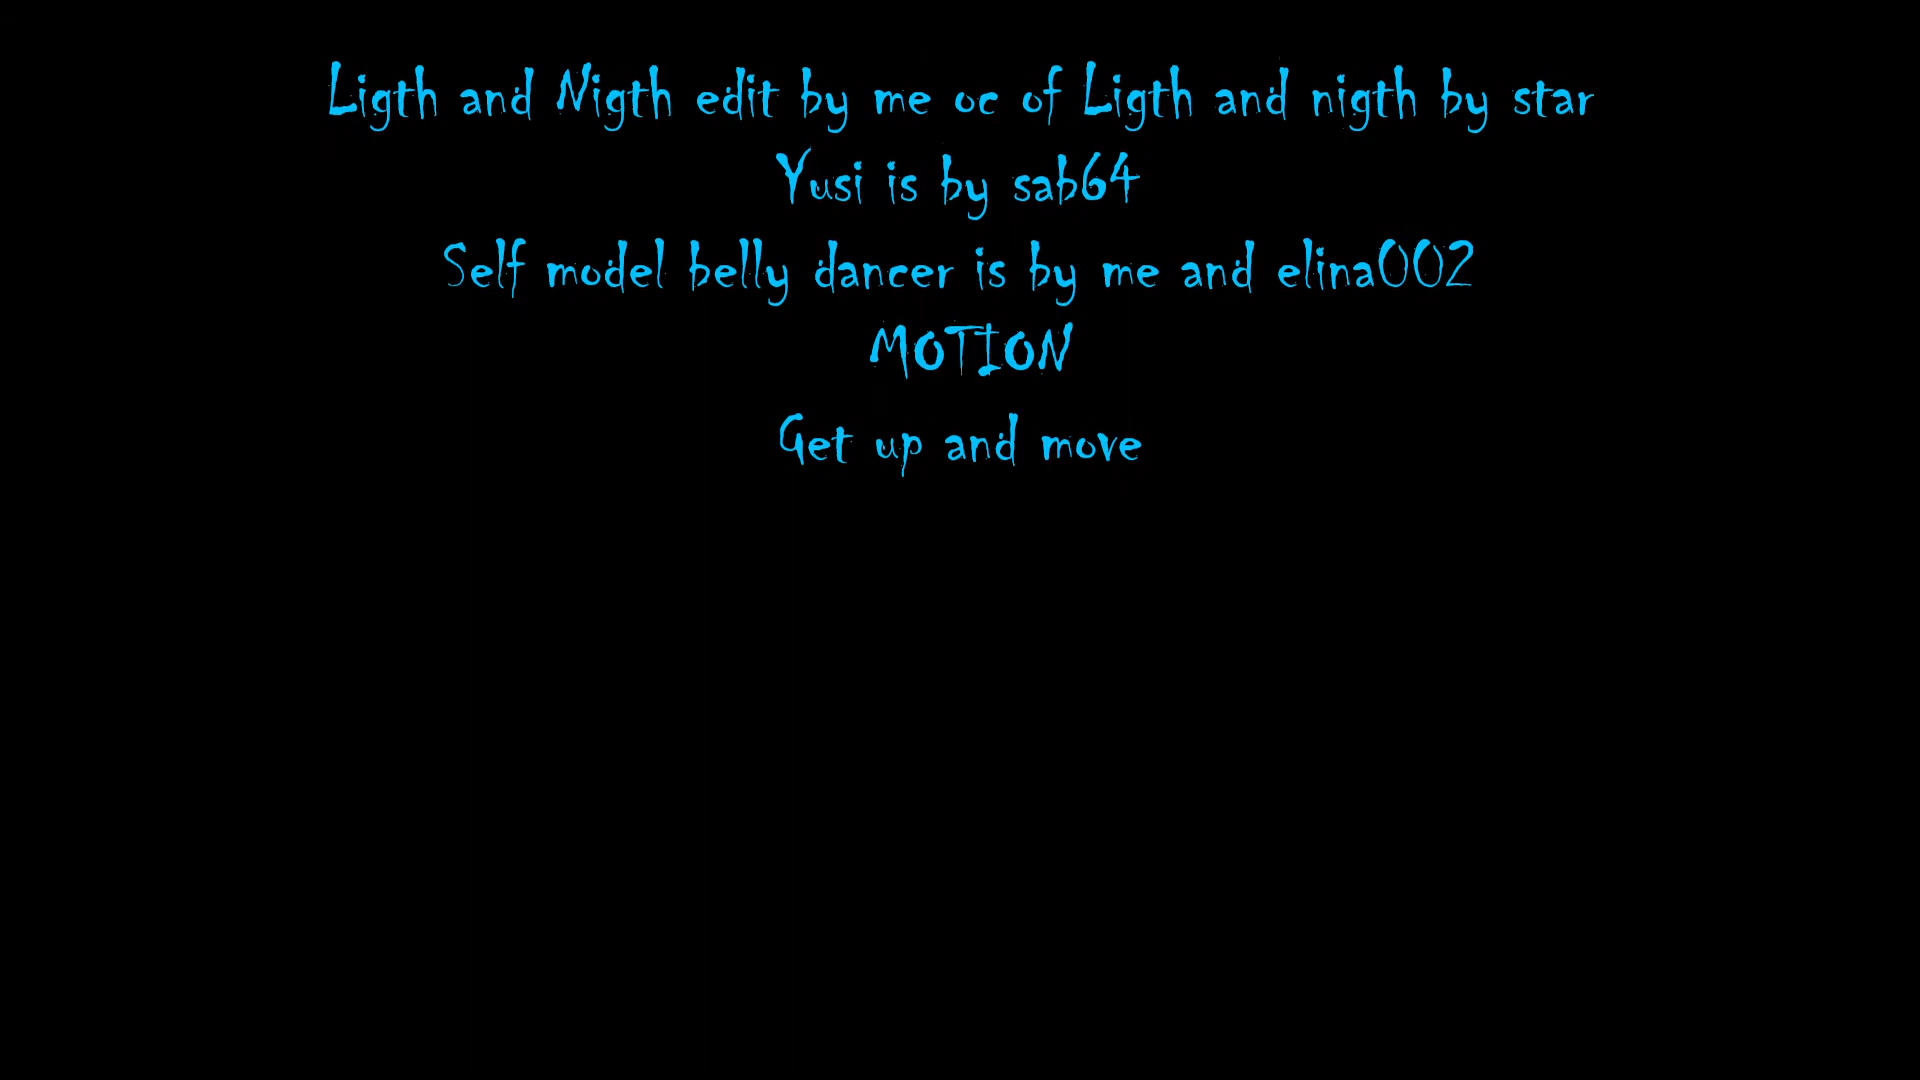 Ligth and Nigth edit by me oc of Ligth and nigth by star
Yusi is by sab64
Self model belly dancer is by me and elina002
MOTION
Get up and move